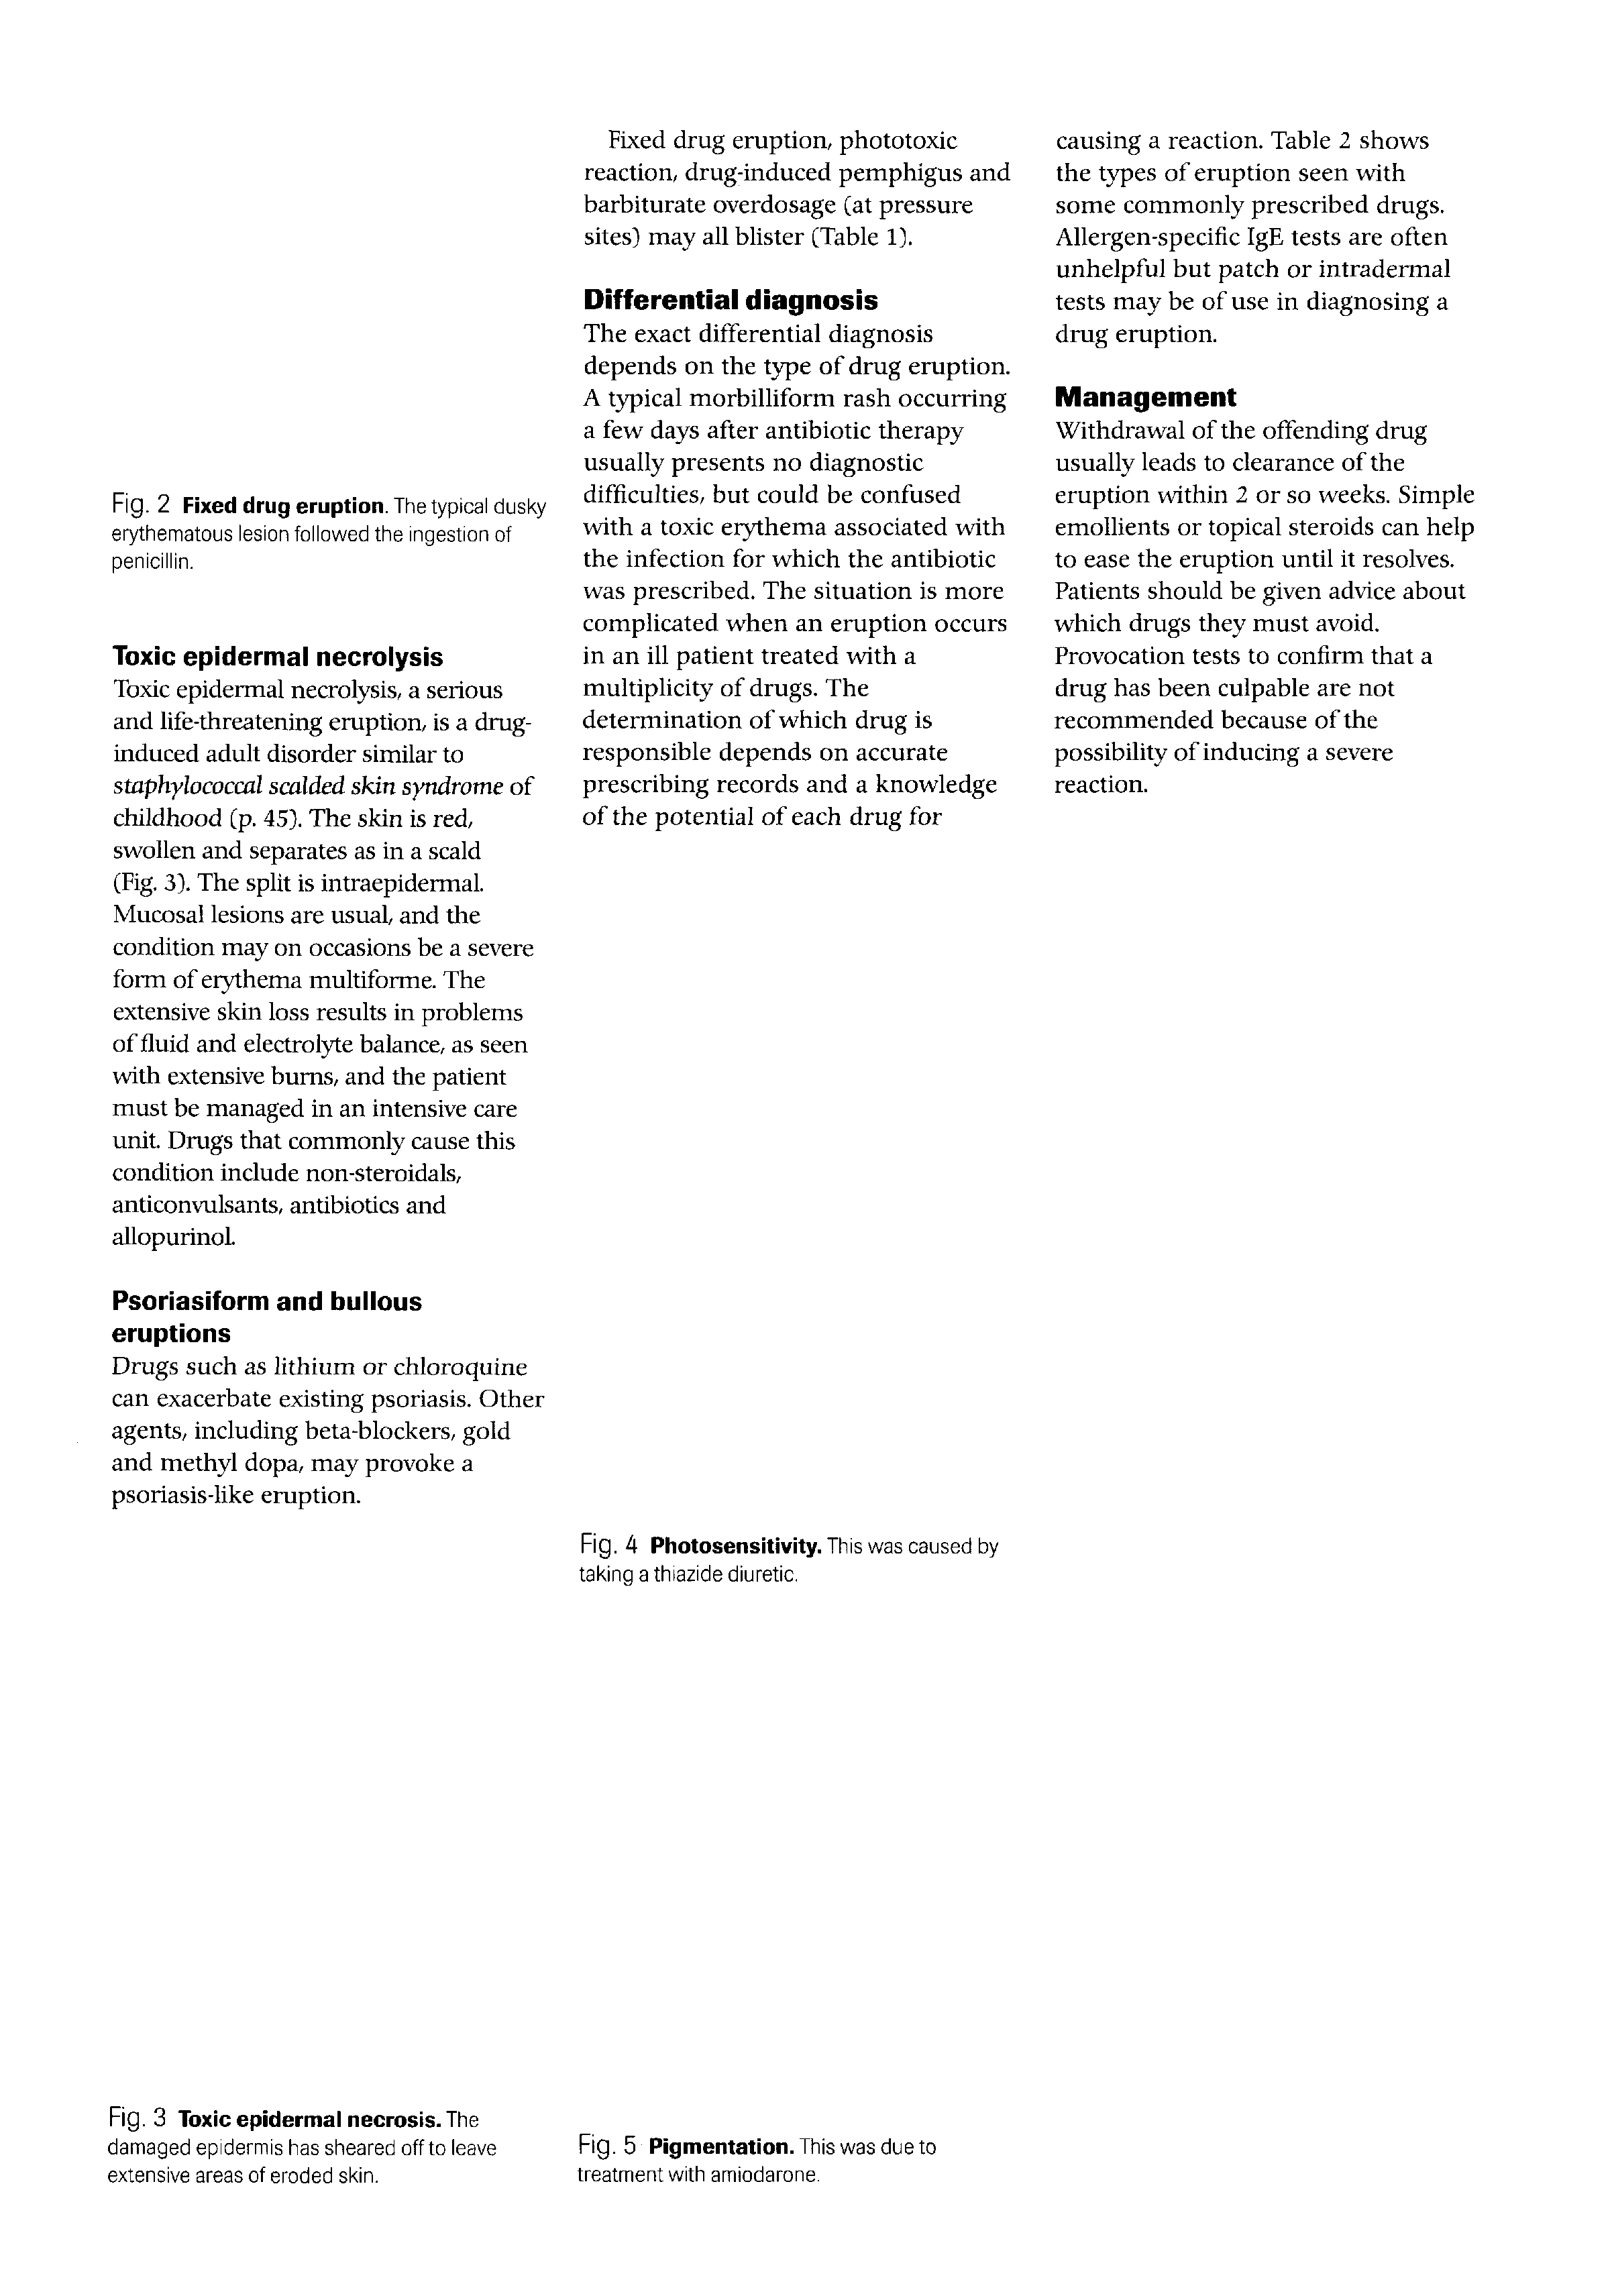 Fig. 2 Fixed drug eruption. The typical dusky
erythematous lesion followed the ingestion of
penicillin.
Toxic epidermal necrolysis
Toxic epidermal necrolysis, a serious
and life-threatening eruption, is a drug-
induced adult disorder similar to
staphylococcal scalded skin syndrome of
childhood (p. 45). The skin is red,
swollen and separates as in a scald
(Fig. 3). The split is intraepidermal.
Mucosal lesions are usual, and the
condition may on occasions be a severe
form of erythema multiforme. The
extensive skin loss results in problems
of fluid and electrolyte balance, as seen
with extensive burns, and the patient
must be managed in an intensive care
unit. Drugs that commonly cause this
condition include non-steroidals,
anticonvulsants, antibiotics and
allopurinol.
Psoriasiform and bullous
eruptions
Drugs such as lithium or chloroquine
can exacerbate existing psoriasis. Other
agents, including beta-blockers, gold
and methyl dopa, may provoke a
psoriasis-like eruption.
Fig. 3 Toxic epidermal necrosis. The
damaged epidermis has sheared off to leave
extensive areas of eroded skin.
Fixed drug eruption, phototoxic
reaction, drug-induced pemphigus and
barbiturate overdosage (at pressure
sites) may all blister (Table 1).
Differential diagnosis
The exact differential diagnosis
depends on the type of drug eruption.
A typical morbilliform rash occurring
a few days after antibiotic therapy
usually presents no diagnostic
difficulties, but could be confused
with a toxic erythema associated with
the infection for which the antibiotic
was prescribed. The situation is more
complicated when an eruption occurs
in an ill patient treated with a
multiplicity of drugs. The
determination of which drug is
responsible depends on accurate
prescribing records and a knowledge
of the potential of each drug for
Fig. 4 Photosensitivity. This was caused by
taking a thiazide diuretic.
Fig. 5 Pigmentation. This was due to
treatment with amiodarone.
causing a reaction. Table 2 shows
the types of eruption seen with
some commonly prescribed drugs.
Allergen-specific IgE tests are often
unhelpful but patch or intradermal
tests may be of use in diagnosing a
drug eruption.
Management
Withdrawal of the offending drug
usually leads to clearance of the
eruption within 2 or so weeks. Simple
emollients or topical steroids can help
to ease the eruption until it resolves.
Patients should be given advice about
which drugs they must avoid.
Provocation tests to confirm that a
drug has been culpable are not
recommended because of the
possibility of inducing a severe
reaction.